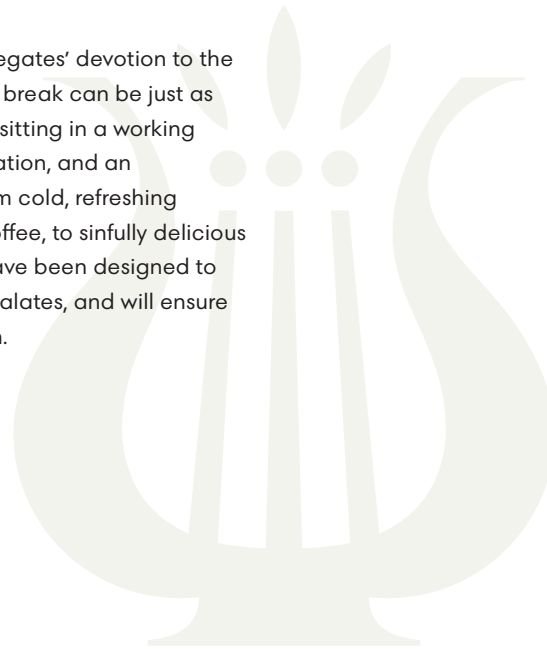 egates’ devotion to the
break can be just as
sitting in a working
ation, and an
m cold, refreshing
offee, to sinfully delicious
ave been designed to
alates, and will ensure